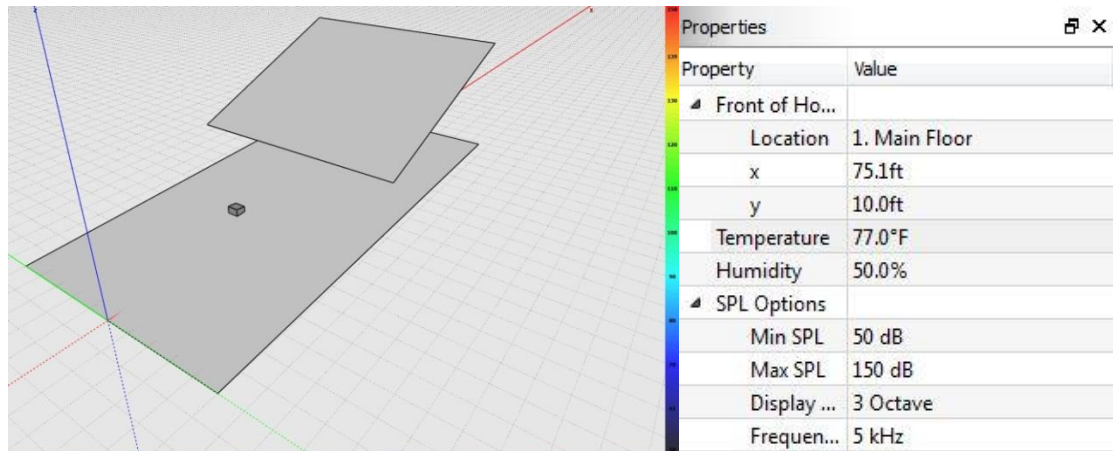 Properties
Property Value
Front of Ho...
Location 1. Main Floor
x 75.1ft
y 10.0ft
Temperature 77.0°F
Humidity 50.0%
SPL Options
Min SPL 50 dB
Max SPL 150 dB
Display ... 3 Octave
Frequen... 5 kHz